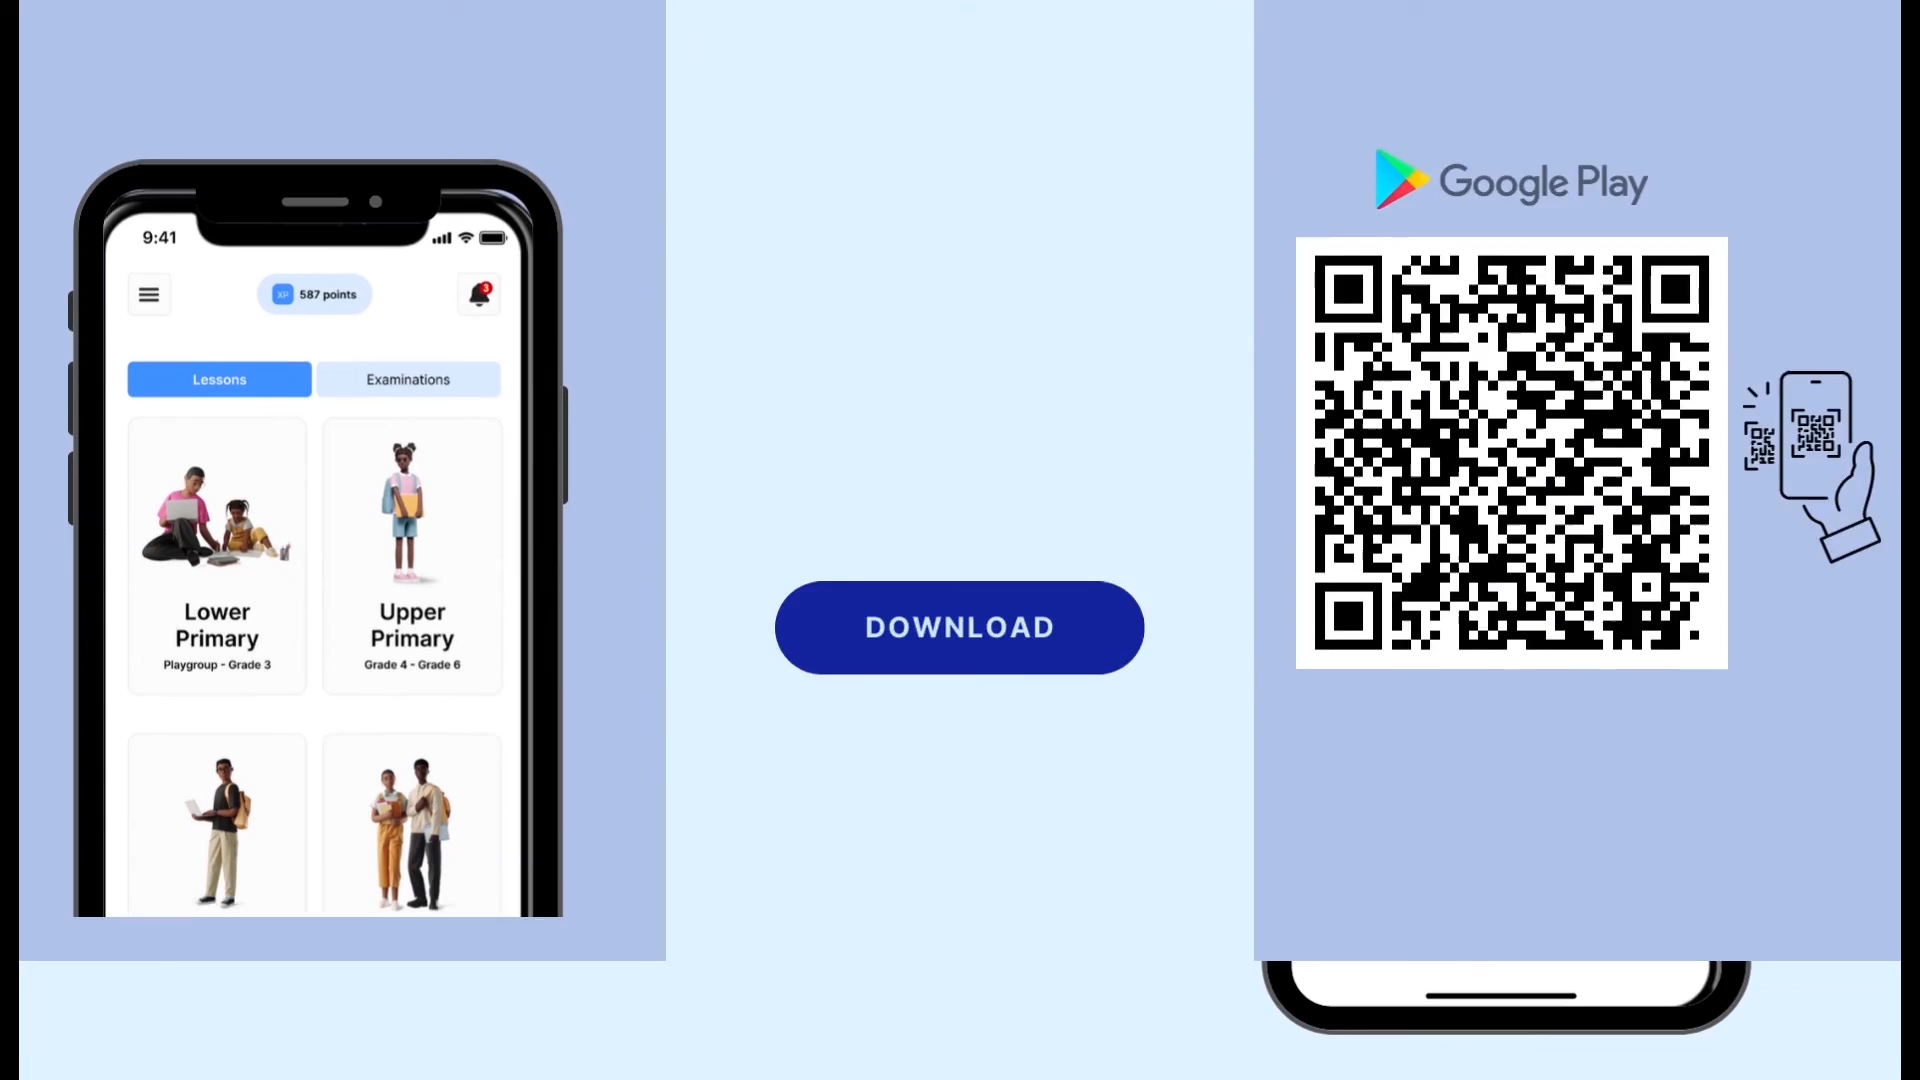 9:41
XP 587 points
3
Lessons
Examinations
Lower
Primary
Playgroup - Grade 3
Upper
Primary
Grade 4 - Grade 6
DOWNLOAD
Google Play